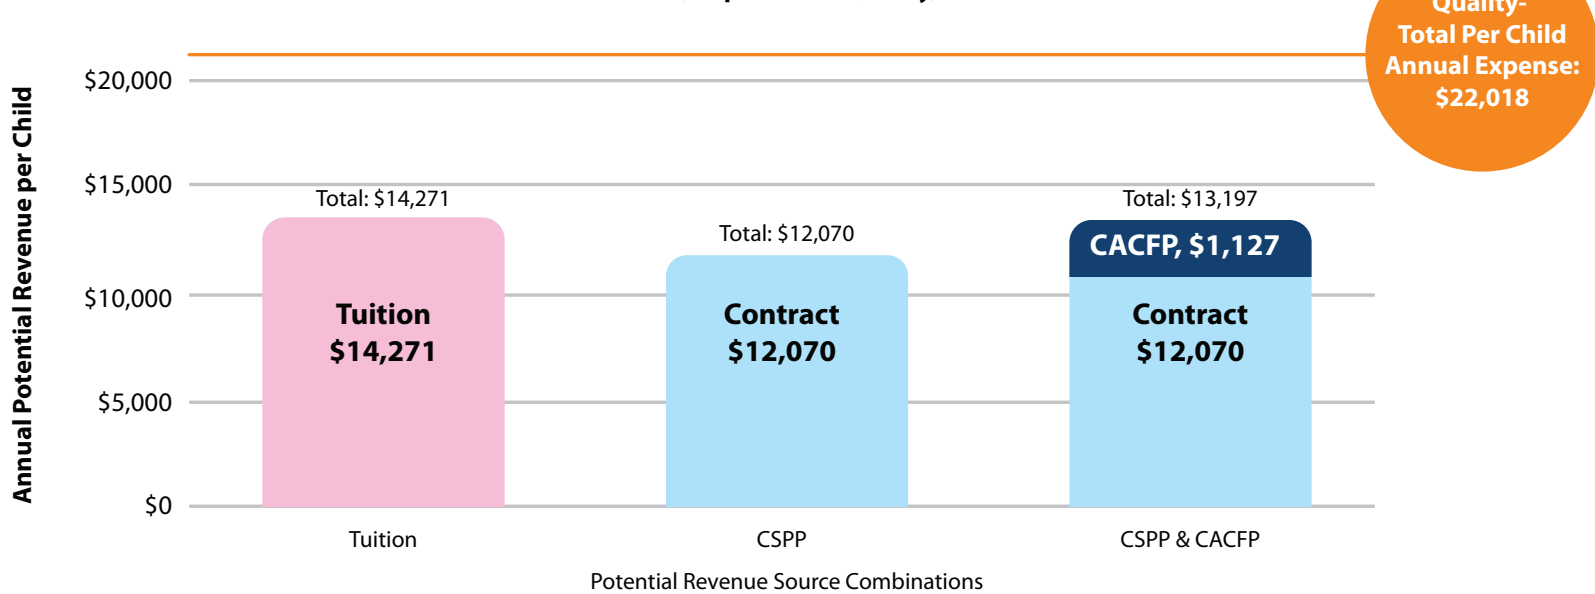 Quality-
Total Per Child
Annual Expense:
$22,018
Annual Potential Revenue per Child
$20,000
$15,000
$10,000
$5,000
$0
Total: $14,271
Tuition
$14,271
Total: $12,070
Contract
$12,070
Total: $13,197
CACFP, $1,127
Contract
$12,070
Tuition
CSPP
CSPP & CACFP
Potential Revenue Source Combinations